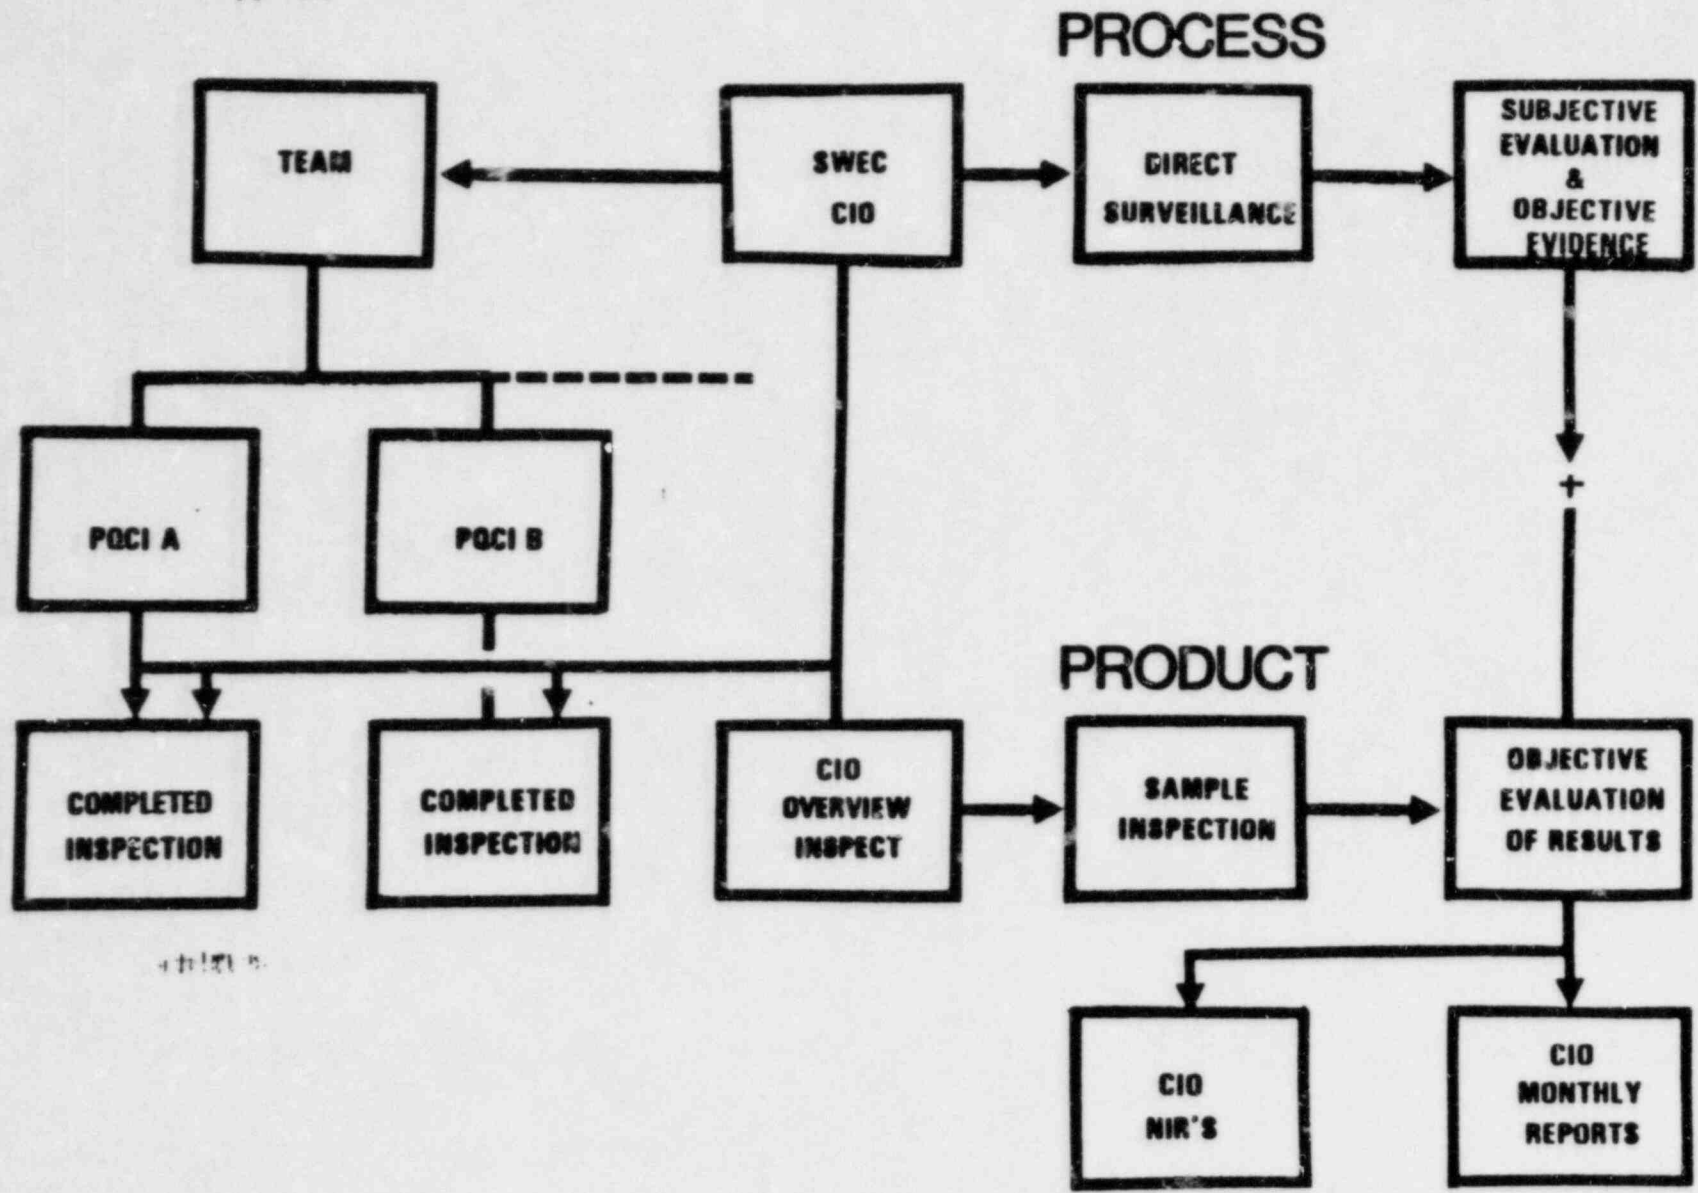 PROCESS
TEAM
SWEC
CIO
DIRECT
SURVEILLANCE
SUBJECTIVE
EVALUATION
&
OBJECTIVE
EVIDENCE
+
PQCI A
PQCI B
PRODUCT
COMPLETED
INSPECTION
COMPLETED
INSPECTION
CIO
OVERVIEW
INSPECT
SAMPLE
INSPECTION
OBJECTIVE
EVALUATION
OF RESULTS
CIO
NIR'S
CIO
MONTHLY
REPORTS